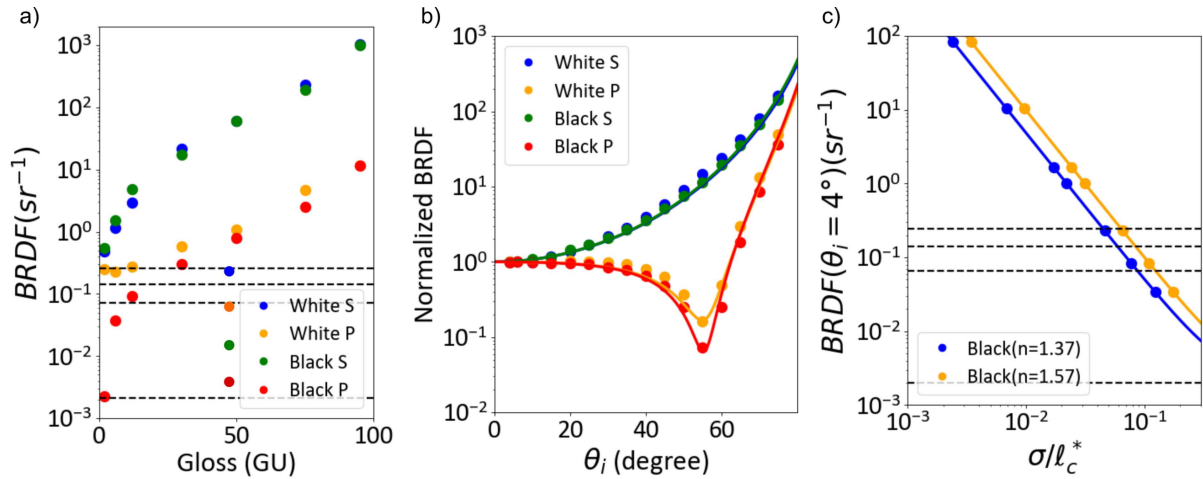 a)
BRDF(sr⁻¹)
10³
10²
10¹
10⁰
10⁻¹
10⁻²
10⁻³
White S
White P
Black S
Black P
0
50
100
Gloss (GU)
b)
Normalized BRDF
10³
10²
10¹
10⁰
10⁻¹
10⁻²
White S
White P
Black S
Black P
0
20
40
60
θᵢ (degree)
c)
BRDF(θᵢ = 4°)(sr⁻¹)
10²
10¹
10⁰
10⁻¹
10⁻²
10⁻³
Black(n=1.37)
Black(n=1.57)
10⁻³
10⁻²
10⁻¹
σ/ℓ꜀*